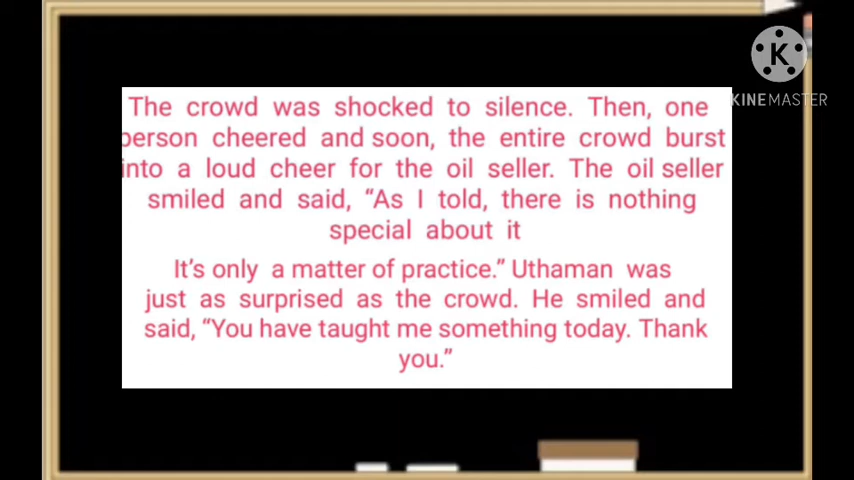 The crowd was shocked to silence. Then, one
person cheered and soon, the entire crowd burst
into a loud cheer for the oil seller. The oil seller
smiled and said, “As I told, there is nothing
special about it
It’s only a matter of practice.” Uthaman was
just as surprised as the crowd. He smiled and
said, “You have taught me something today. Thank
you.”
K
KINEMASTER